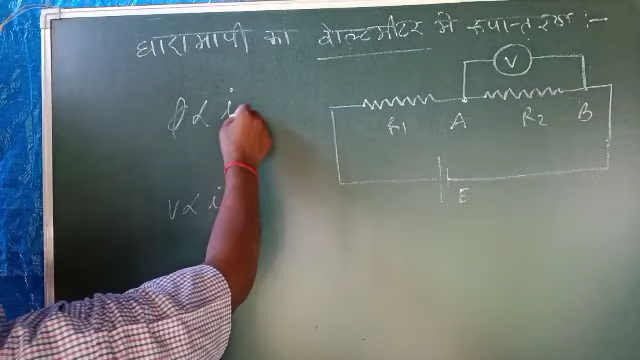 धारामापी का वोल्टमीटर मे रुपान्तरण :-
V
R1 A R2 B
ϕ ∝ i
V ∝ i
E